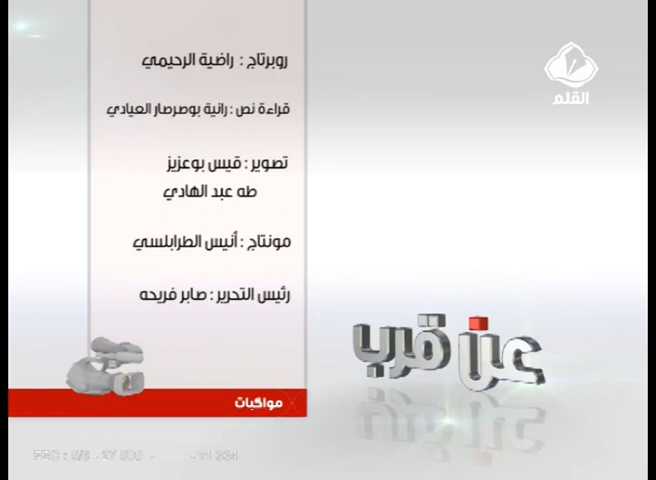 روبرتاج : راضية الرحيمي
القلم
قراءة نص : رانية بوصرصار العيادي
تصوير : قيس بوعزيز
طه عبد الهادي
مونتاج : أنيس الطرابلسي
رئيس التحرير : صابر فريحه
عن قرب
مواكبات